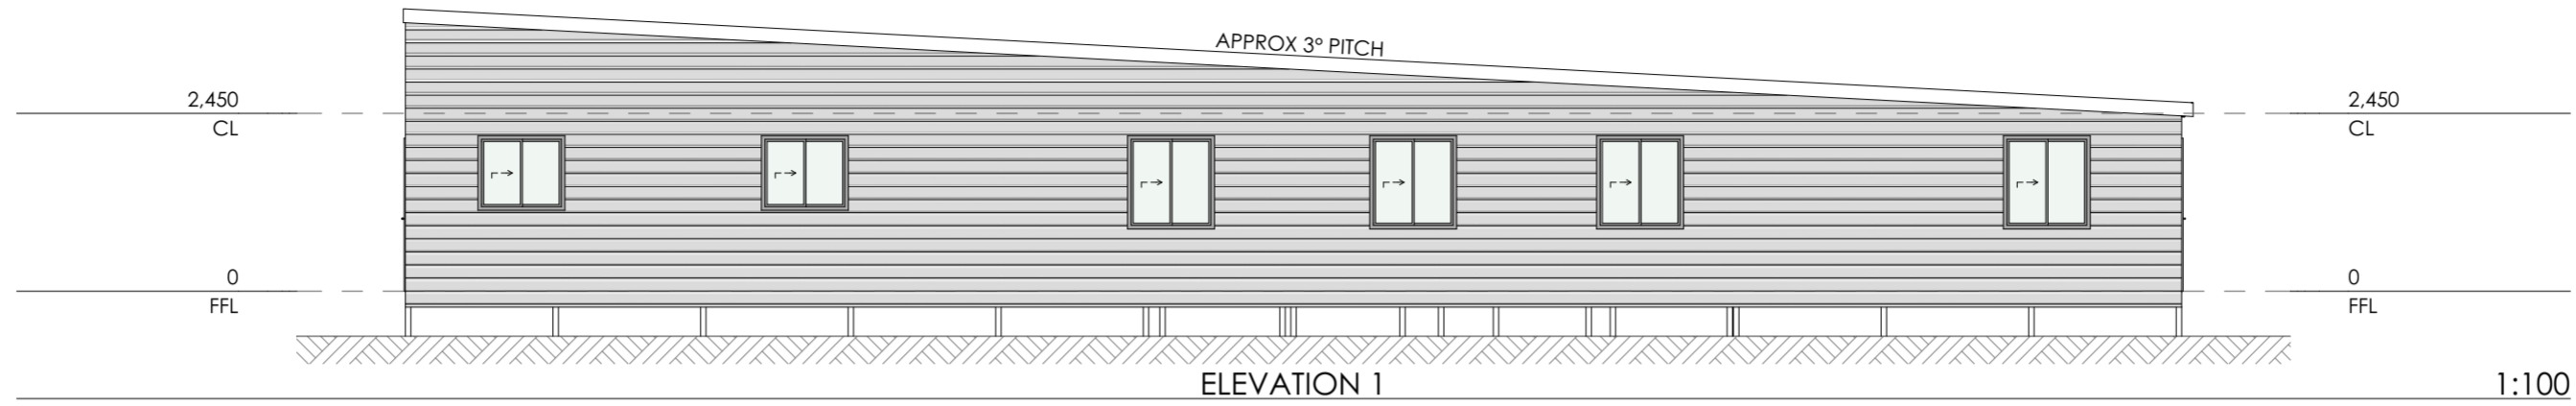 APPROX 3° PITCH
2,450
CL
2,450
CL
0
FFL
0
FFL
ELEVATION 1
1:100